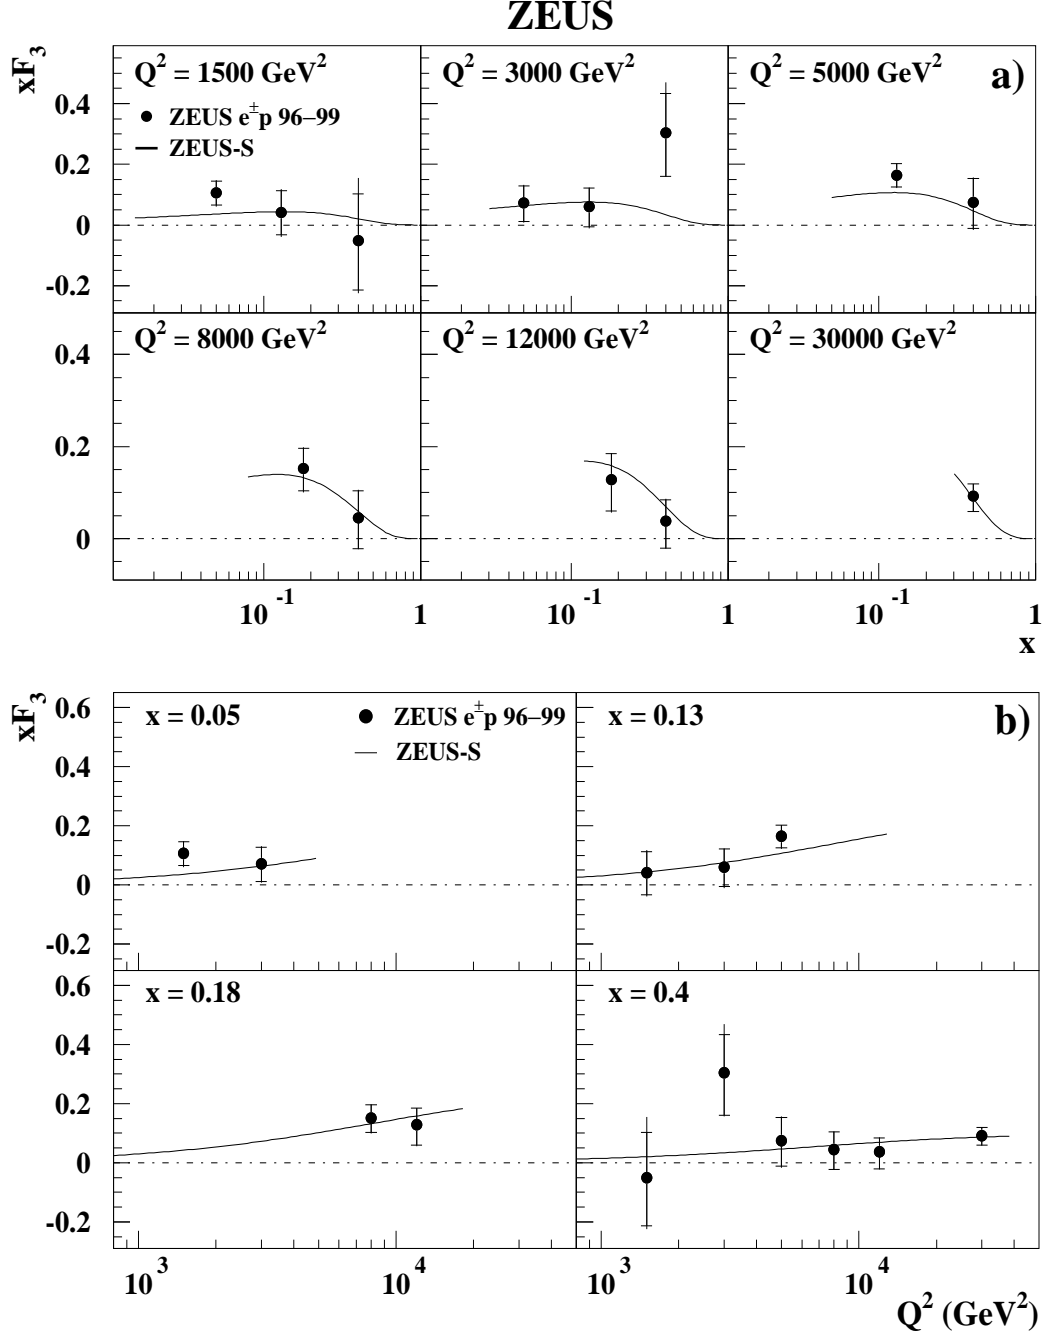 ZEUS
xF₃
Q² = 1500 GeV²
Q² = 3000 GeV²
Q² = 5000 GeV²
a)
ZEUS e±p 96–99
ZEUS-S
0.4
0.2
0
-0.2
Q² = 8000 GeV²
Q² = 12000 GeV²
Q² = 30000 GeV²
0.4
0.2
0
10⁻¹ 1 10⁻¹ 1 10⁻¹ 1
x
xF₃
x = 0.05
ZEUS e±p 96–99
ZEUS-S
x = 0.13
b)
0.6
0.4
0.2
0
-0.2
x = 0.18
x = 0.4
0.6
0.4
0.2
0
-0.2
10³ 10⁴ 10³ 10⁴
Q² (GeV²)